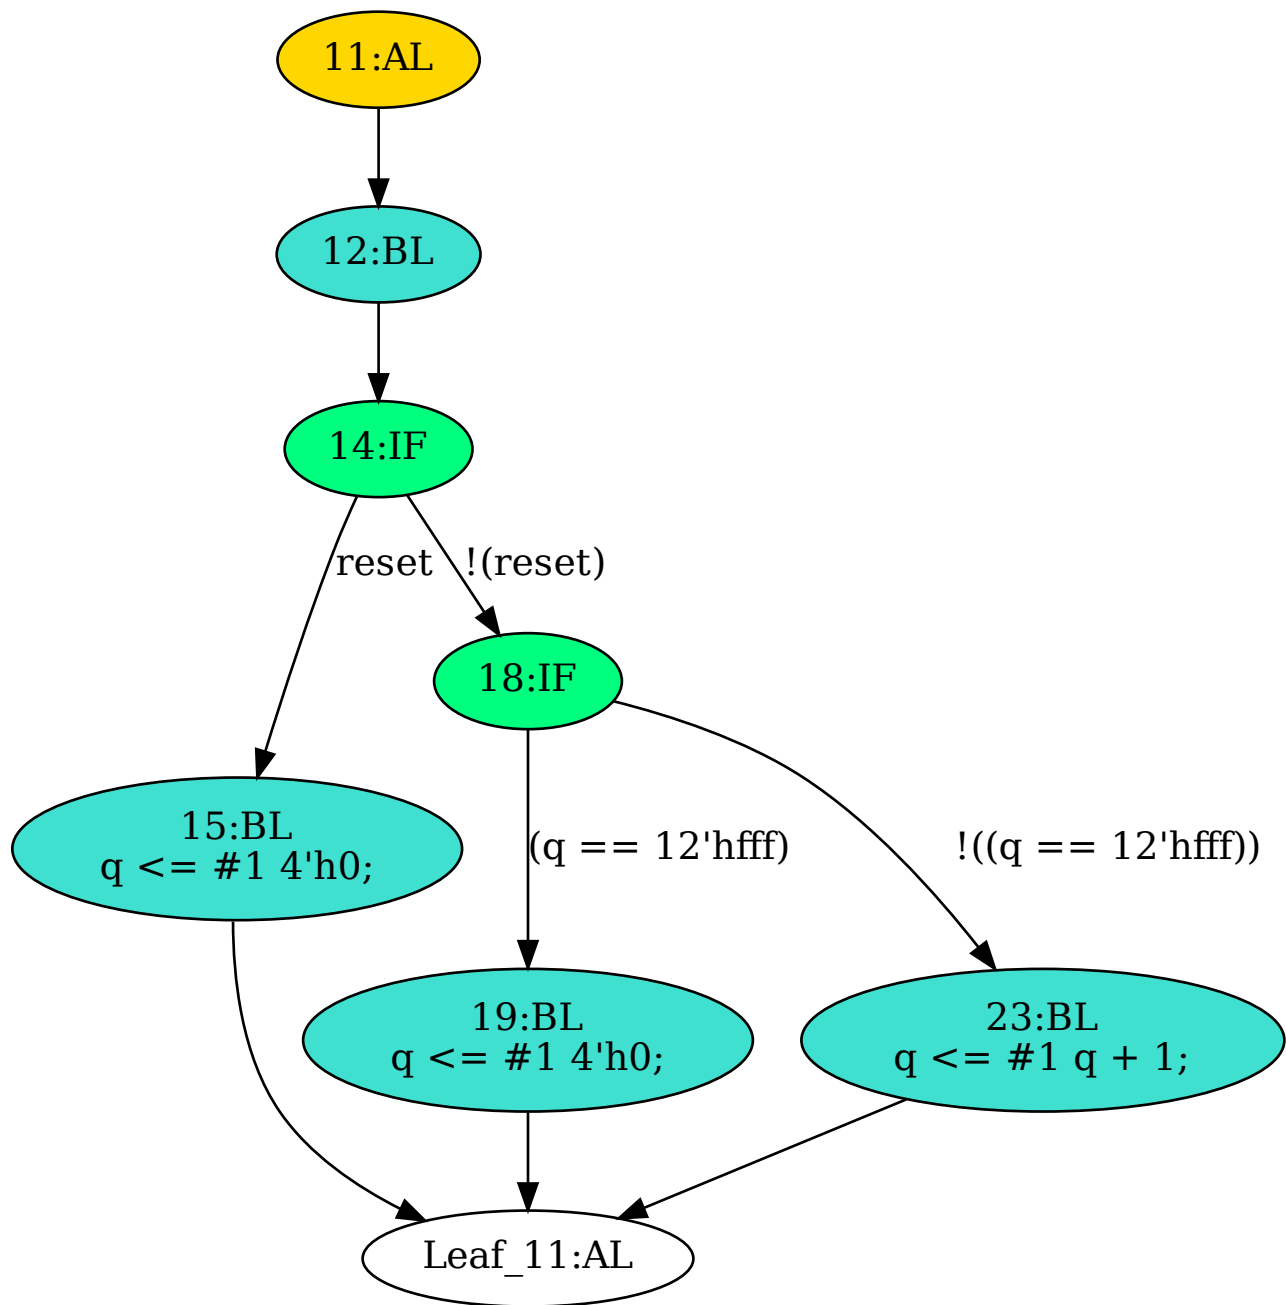 11:AL
12:BL
14:IF
reset
!(reset)
18:IF
15:BL
q <= #1 4'h0;
(q == 12'hfff)
!((q == 12'hfff))
19:BL
q <= #1 4'h0;
23:BL
q <= #1 q + 1;
Leaf_11:AL